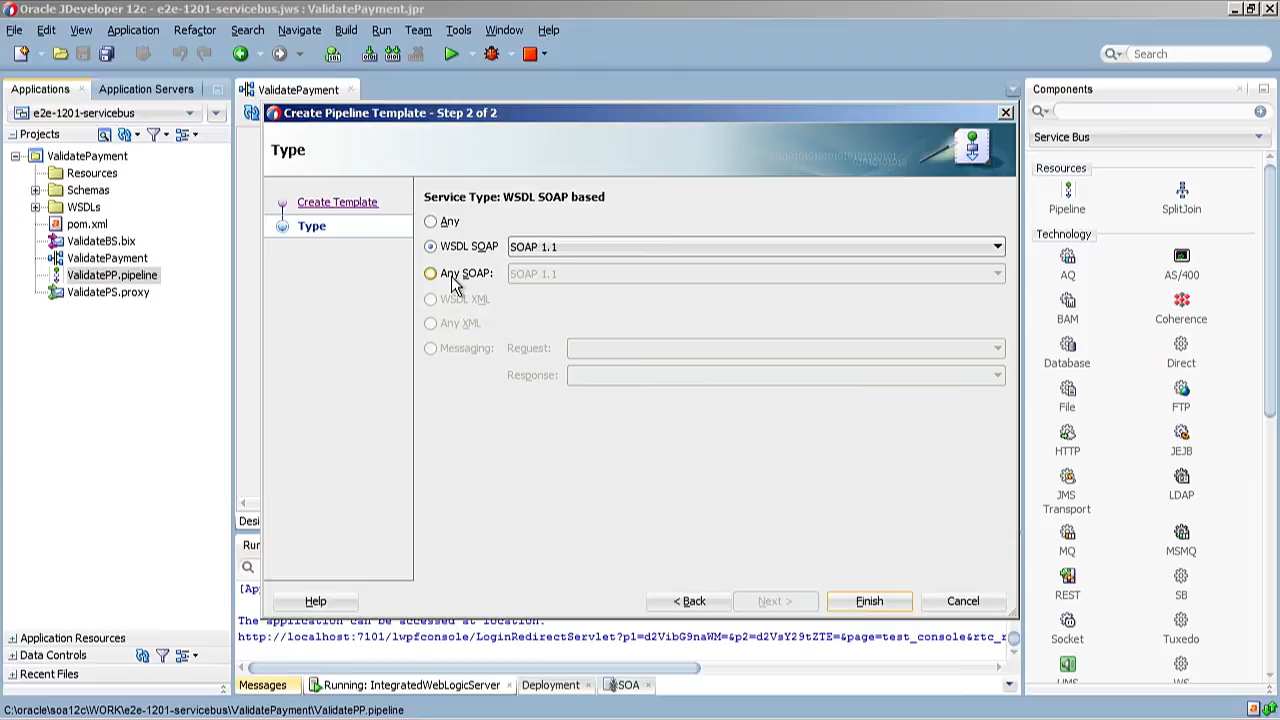 Oracle JDeveloper 12c - e2e-1201-servicebus.jws : ValidatePayment.jpr
File Edit View Application Refactor Search Navigate Build Run Team Tools Window Help
Search
Applications Application Servers
e2e-1201-servicebus
Projects
ValidatePayment
Resources
Schemas
WSDLs
pom.xml
ValidateBS.bix
ValidatePayment
ValidatePP.pipeline
ValidatePS.proxy
Application Resources
Data Controls
Recent Files
ValidatePayment
Create Pipeline Template - Step 2 of 2
Type
Create Template
Type
Service Type: WSDL SOAP based
Any
WSDL SOAP SOAP 1.1
Any SOAP: SOAP 1.1
WSDL XML
Any XML
Messaging: Request:
Response:
Help < Back Next > Finish Cancel
Desi
Run
[Ap
The application can be accessed at location:
http://localhost:7101/lwpfconsole/LoginRedirectServlet?p1=d2VibG9naWM=&p2=d2VsY29tZTE=&page=test_console&rtc_r
Messages Running: IntegratedWebLogicServer Deployment SOA
Components
Service Bus
Resources
Pipeline SplitJoin
Technology
AQ AS/400
BAM Coherence
Database Direct
File FTP
HTTP JEJB
JMS Transport LDAP
MQ MSMQ
REST SB
Socket Tuxedo
UMS WS
C:\oracle\soa12c\WORK\e2e-1201-servicebus\ValidatePayment\ValidatePP.pipeline